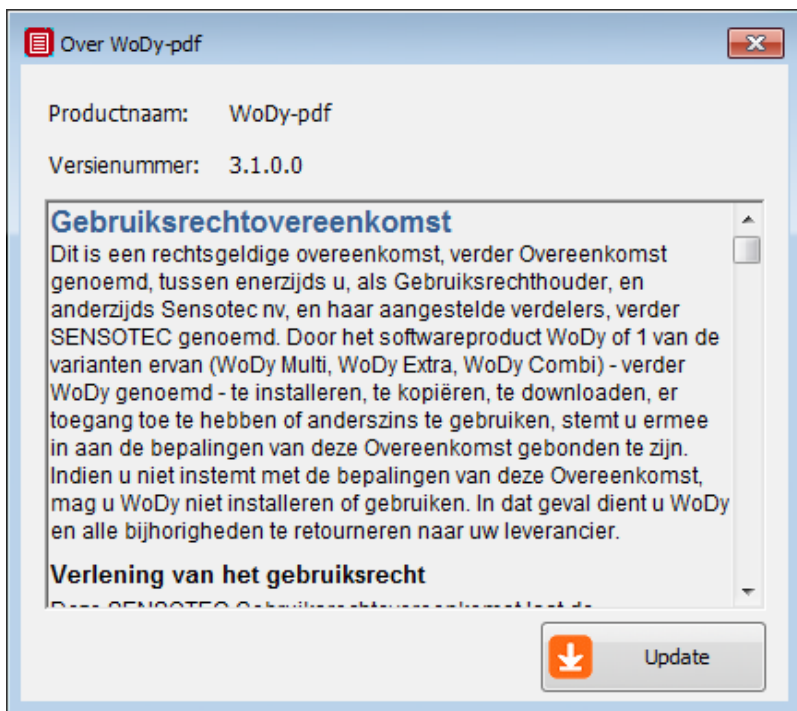 Over WoDy-pdf
Productnaam: WoDy-pdf
Versienummer: 3.1.0.0
Gebruiksrechtovereenkomst
Dit is een rechtsgeldige overeenkomst, verder Overeenkomst
genoemd, tussen enerzijds u, als Gebruiksrechthouder, en
anderzijds Sensotec nv, en haar aangestelde verdelers, verder
SENSOTEC genoemd. Door het softwareproduct WoDy of 1 van de
varianten ervan (WoDy Multi, WoDy Extra, WoDy Combi) - verder
WoDy genoemd - te installeren, te kopiëren, te downloaden, er
toegang toe te hebben of anderszins te gebruiken, stemt u ermee
in aan de bepalingen van deze Overeenkomst gebonden te zijn.
Indien u niet instemt met de bepalingen van deze Overeenkomst,
mag u WoDy niet installeren of gebruiken. In dat geval dient u WoDy
en alle bijhorigheden te retourneren naar uw leverancier.
Verlening van het gebruiksrecht
Deze SENSOTEC
Update